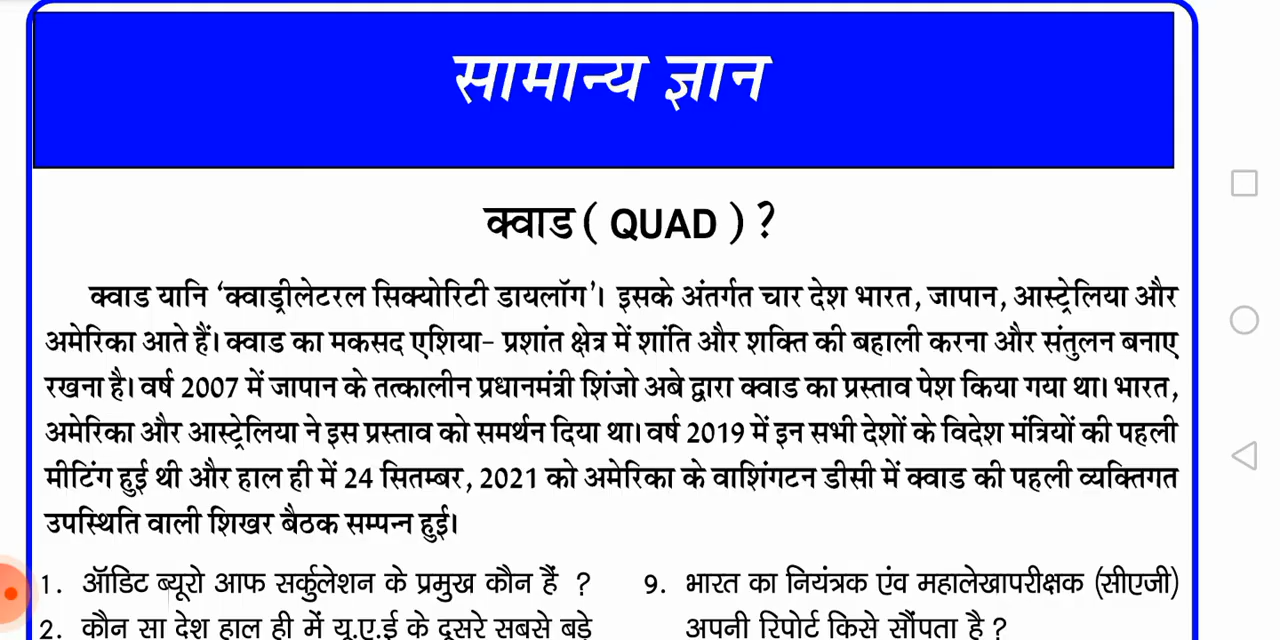 सामान्य ज्ञान
क्वाड ( QUAD ) ?
क्वाड यानि ‘क्वाड्रीलेटरल सिक्योरिटी डायलॉग’। इसके अंतर्गत चार देश भारत, जापान, आस्ट्रेलिया और
अमेरिका आते हैं। क्वाड का मकसद एशिया- प्रशांत क्षेत्र में शांति और शक्ति की बहाली करना और संतुलन बनाए
रखना है। वर्ष 2007 में जापान के तत्कालीन प्रधानमंत्री शिंजो अबे द्वारा क्वाड का प्रस्ताव पेश किया गया था। भारत,
अमेरिका और आस्ट्रेलिया ने इस प्रस्ताव को समर्थन दिया था। वर्ष 2019 में इन सभी देशों के विदेश मंत्रियों की पहली
मीटिंग हुई थी और हाल ही में 24 सितम्बर, 2021 को अमेरिका के वाशिंगटन डीसी में क्वाड की पहली व्यक्तिगत
उपस्थिति वाली शिखर बैठक सम्पन्न हुई।
1. ऑडिट ब्यूरो आफ सर्कुलेशन के प्रमुख कौन हैं ?
2. कौन सा देश हाल ही में यू.ए.ई के दूसरे सबसे बड़े
9. भारत का नियंत्रक एंव महालेखापरीक्षक (सीएजी)
अपनी रिपोर्ट किसे सौंपता है ?